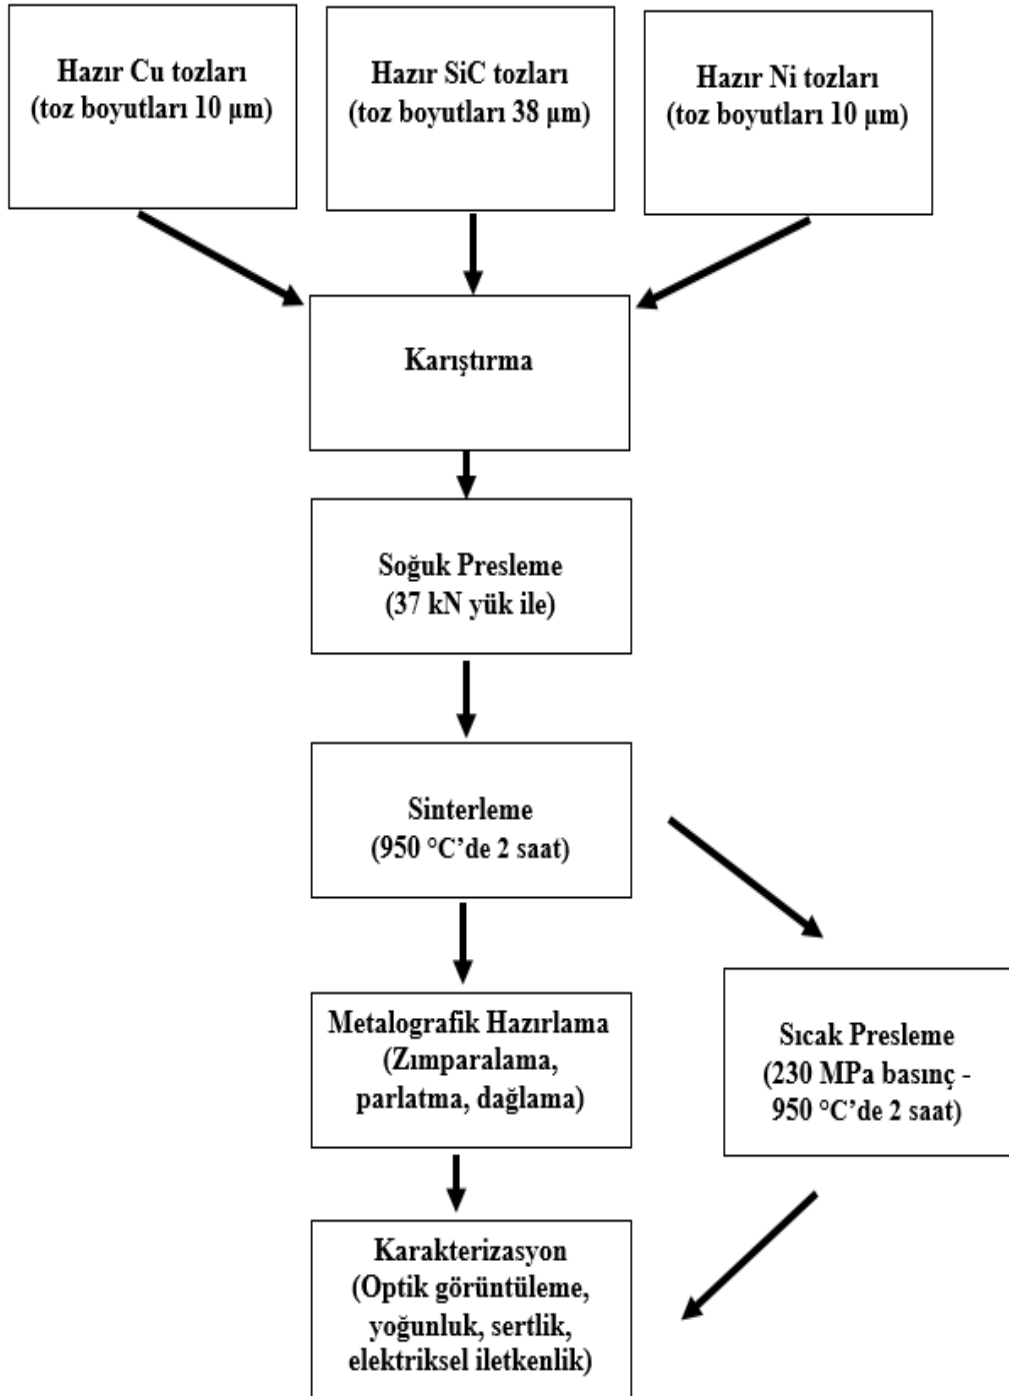 Hazır Cu tozları
(toz boyutları 10 µm)
Hazır SiC tozları
(toz boyutları 38 µm)
Hazır Ni tozları
(toz boyutları 10 µm)
Karıştırma
Soğuk Presleme
(37 kN yük ile)
Sinterleme
(950 °C’de 2 saat)
Metalografik Hazırlama
(Zımparalama,
parlatma, dağlama)
Sıcak Presleme
(230 MPa basınç -
950 °C’de 2 saat)
Karakterizasyon
(Optik görüntüleme,
yoğunluk, sertlik,
elektriksel iletkenlik)